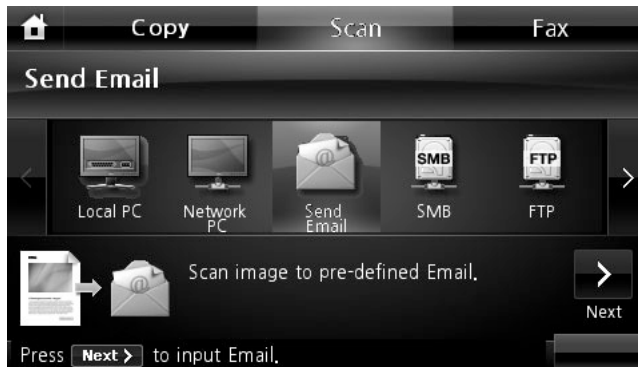 Copy Scan Fax
Send Email
@ SMB FTP
Local PC Network PC Send Email SMB FTP
@ Scan image to pre-defined Email.
Next
Press Next > to input Email.